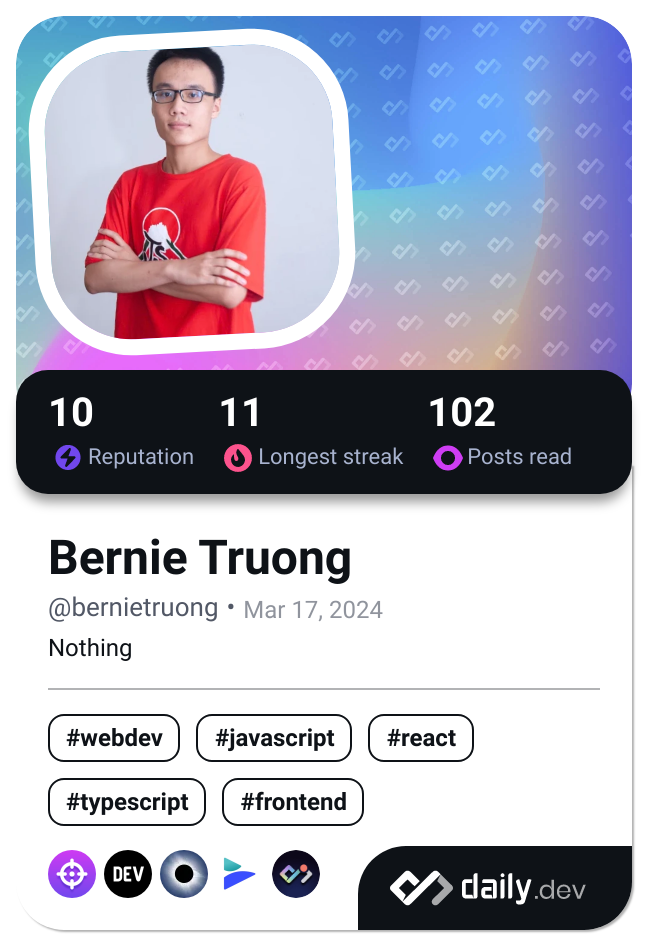 10 11 102
Reputation Longest streak Posts read
Bernie Truong
@bernietruong • Mar 17, 2024
Nothing
#webdev #javascript #react
#typescript #frontend
DEV
daily.dev